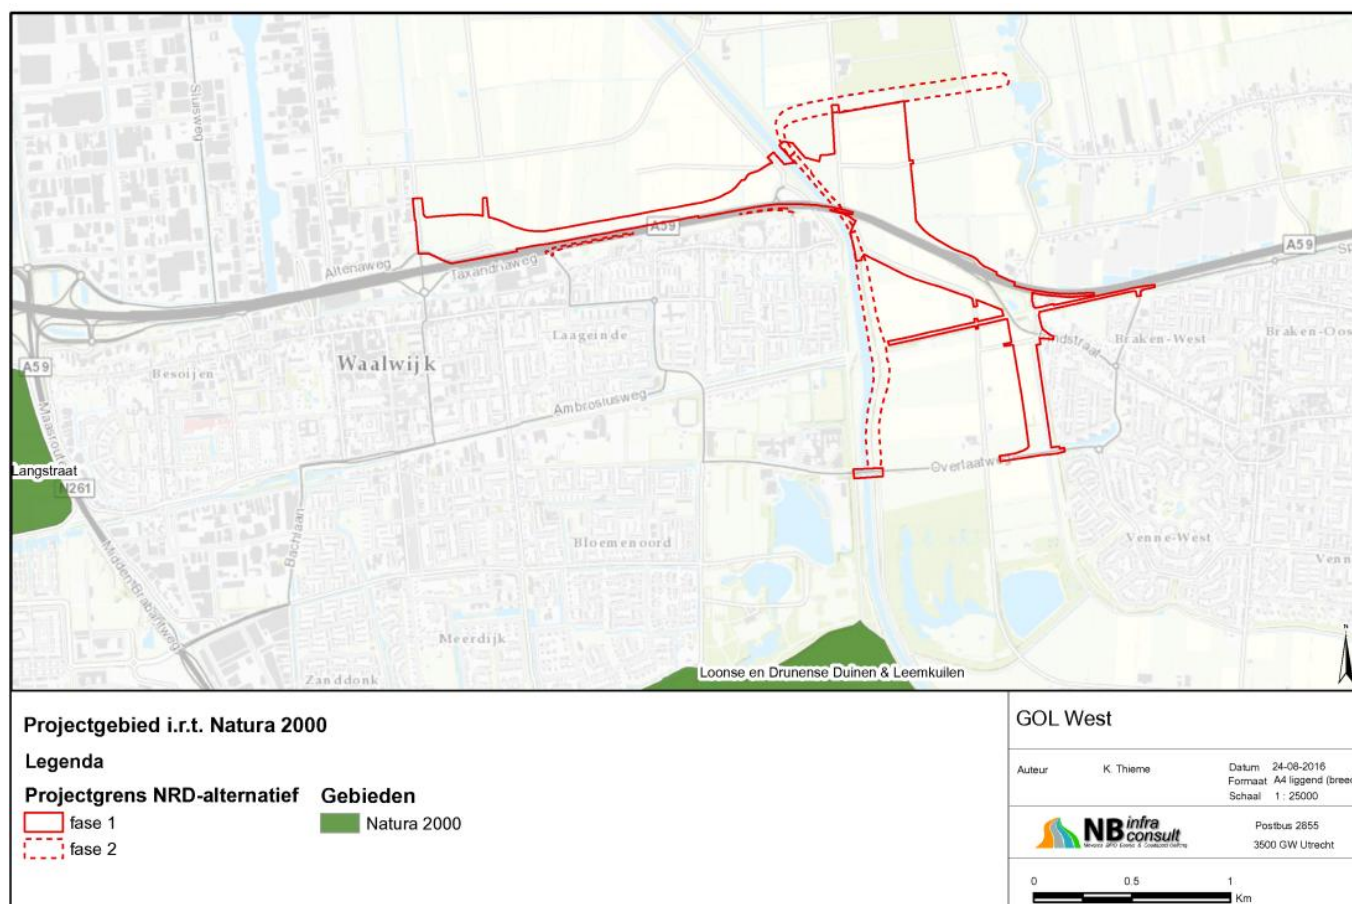 Sluisweg
A59
A59
Altenaweg
Taxandriaweg
Laageinde
Waalwijk
Besoijen
A59
Ambrosiusweg
Braken-West
Langstraat
N261
Overlaatweg
Bachlaan
Bloemenoord
Venne-West
Midden-Brabantweg
Meerdijk
Zanddonk
Loonse en Drunense Duinen & Leemkuilen
N
Projectgebied i.r.t. Natura 2000
Legenda
Projectgrens NRD-alternatief Gebieden
fase 1 Natura 2000
fase 2
GOL West
Auteur K. Thieme
Datum 24-08-2016
Formaat A4 liggend (breed
Schaal 1 : 25000
NB infra consult
Postbus 2855
3500 GW Utrecht
0 0.5 1
Km